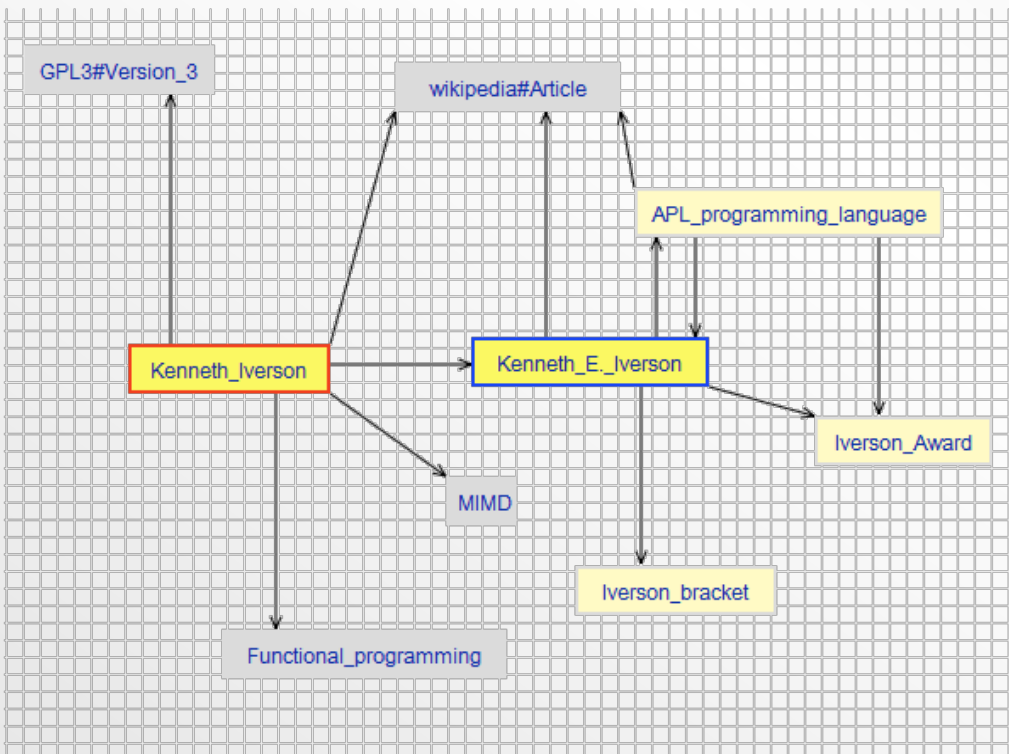 GPL3#Version_3
wikipedia#Article
APL_programming_language
Kenneth_Iverson
Kenneth_E._Iverson
Iverson_Award
MIMD
Iverson_bracket
Functional_programming